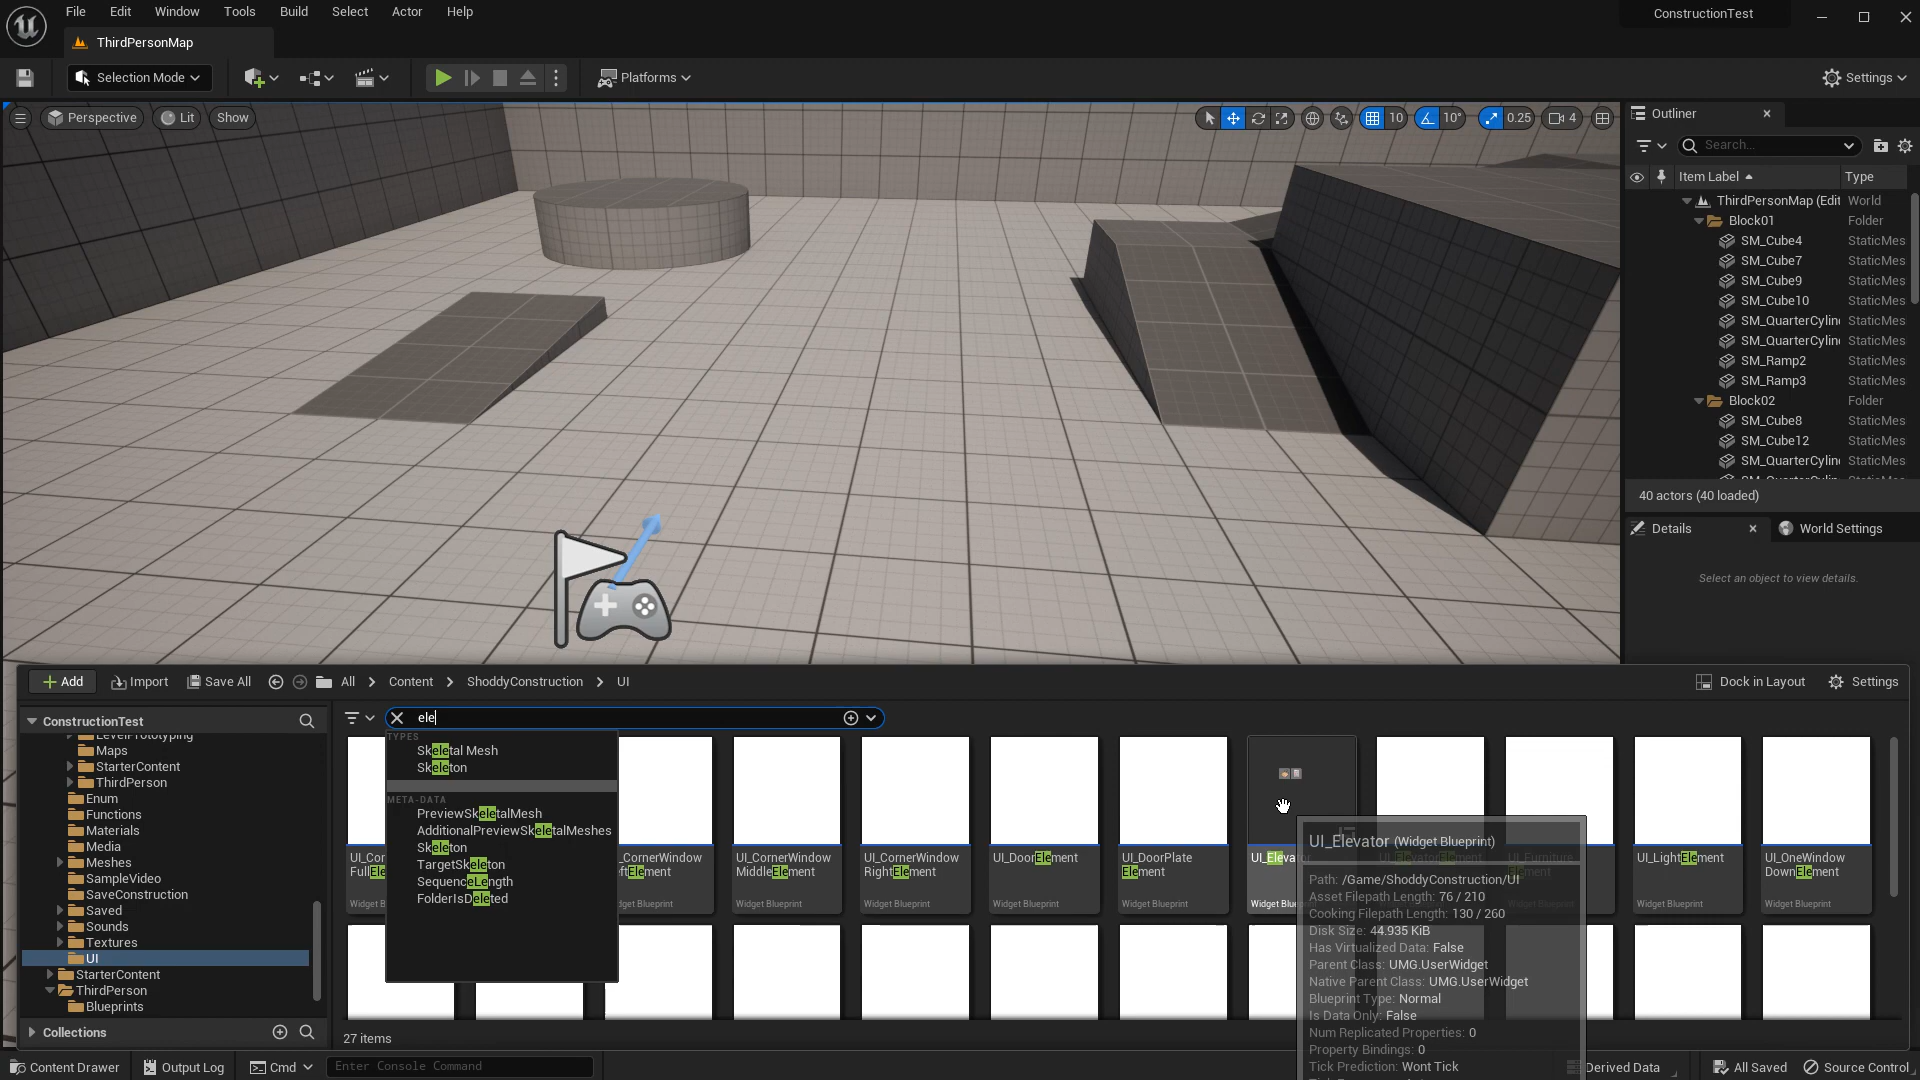 File Edit Window Tools Build Select Actor Help
ConstructionTest
ThirdPersonMap
Selection Mode
Platforms
Settings
Perspective Lit Show
10 10° 0.25 4
Outliner
Search...
Item Label Type
ThirdPersonMap (Edit World
Block01 Folder
SM_Cube4 StaticMes
SM_Cube7 StaticMes
SM_Cube9 StaticMes
SM_Cube10 StaticMes
SM_QuarterCylin StaticMes
SM_QuarterCylin StaticMes
SM_Ramp2 StaticMes
SM_Ramp3 StaticMes
Block02 Folder
SM_Cube8 StaticMes
SM_Cube12 StaticMes
SM_QuarterCylin StaticMes
40 actors (40 loaded)
Details World Settings
Select an object to view details.
Add Import Save All All Content ShoddyConstruction UI
Dock in Layout Settings
ConstructionTest
LevelPrototyping
Maps
StarterContent
ThirdPerson
Enum
Functions
Materials
Media
Meshes
SampleVideo
SaveConstruction
Saved
Sounds
Textures
UI
StarterContent
ThirdPerson
Blueprints
Collections
ele
TYPES
Skeletal Mesh
Skeleton
META-DATA
PreviewSkeletalMesh
AdditionalPreviewSkeletalMeshes
Skeleton
TargetSkeleton
SequenceLength
FolderIsDeleted
UI_Cor
FullEle
Widget B
_CornerWindow
ftElement
dget Blueprint
UI_CornerWindow
MiddleElement
Widget Blueprint
UI_CornerWindow
RightElement
Widget Blueprint
UI_DoorElement
Widget Blueprint
UI_DoorPlate
Element
Widget Blueprint
UI_Elevator
Widget Blue
UI_LightElement
Widget Blueprint
UI_OneWindow
DownElement
Widget Blueprint
UI_Elevator (Widget Blueprint)
Path: /Game/ShoddyConstruction/UI
Asset Filepath Length: 76 / 210
Cooking Filepath Length: 130 / 260
Disk Size: 44.935 KiB
Has Virtualized Data: False
Parent Class: UMG.UserWidget
Native Parent Class: UMG.UserWidget
Blueprint Type: Normal
Is Data Only: False
Num Replicated Properties: 0
Property Bindings: 0
Tick Prediction: Wont Tick
27 items
Content Drawer Output Log Cmd Enter Console Command
Derived Data All Saved Source Control